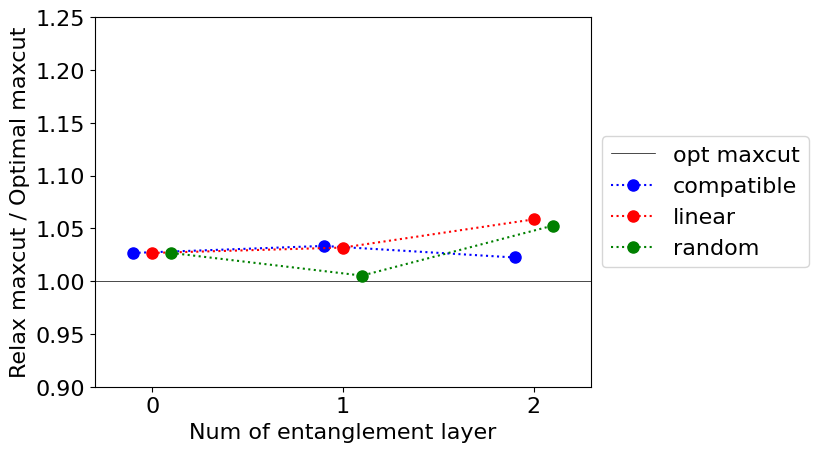 Relax maxcut / Optimal maxcut
1.25
1.20
1.15
1.10
1.05
1.00
0.95
0.90
0
1
2
Num of entanglement layer
opt maxcut
compatible
linear
random